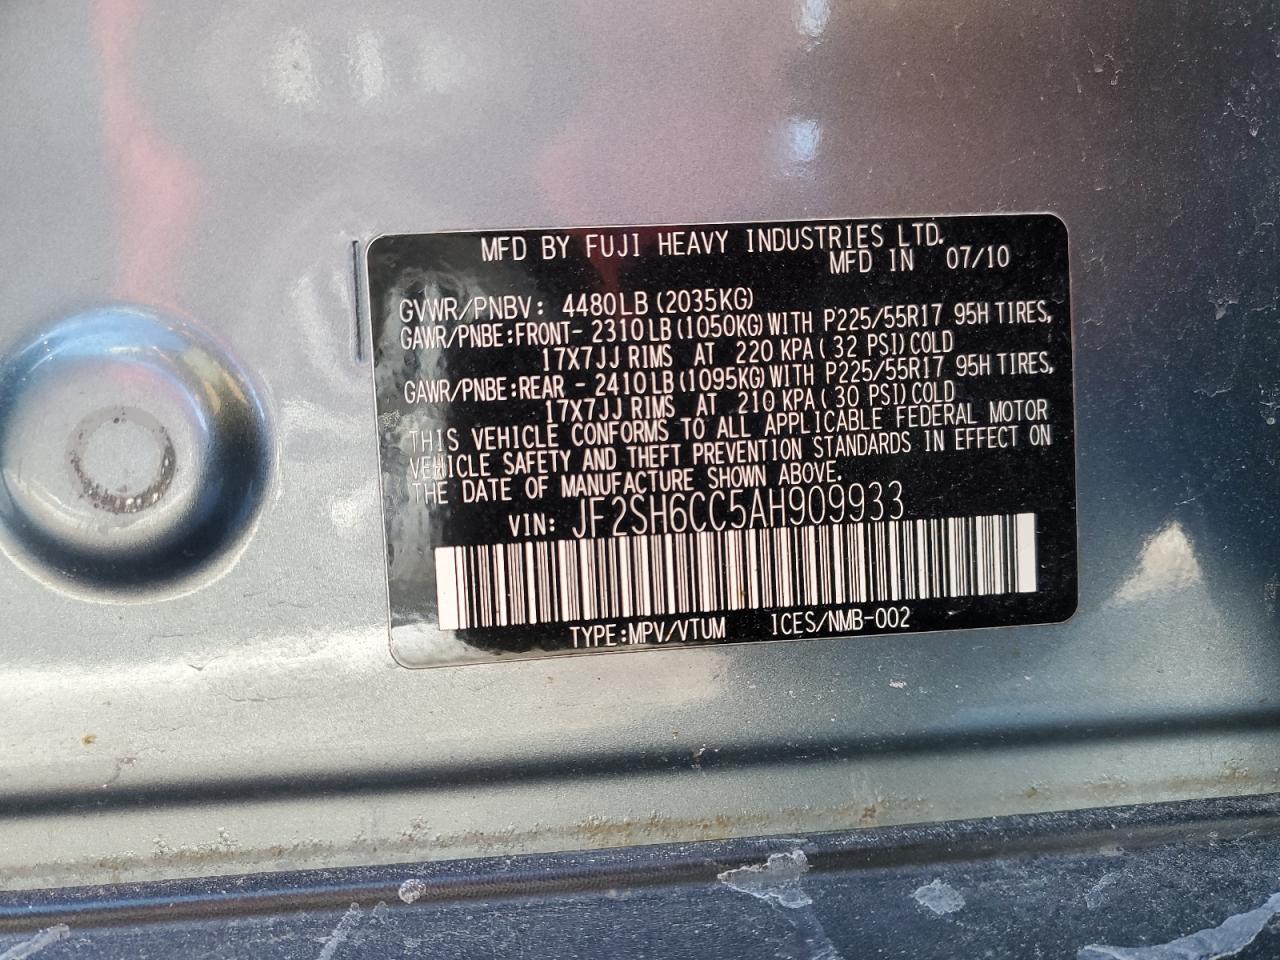 MFD BY FUJI HEAVY INDUSTRIES LTD.
MFD IN 07/10
GVWR/PNBV: 4480LB (2035KG)
GAWR/PNBE:FRONT- 2310LB (1050KG) WITH P225/55R17 95H TIRES,
17X7JJ RIMS AT 220 KPA ( 32 PSI) COLD
GAWR/PNBE:REAR - 2410LB (1095KG) WITH P225/55R17 95H TIRES,
17X7JJ RIMS AT 210 KPA ( 30 PSI) COLD
THIS VEHICLE CONFORMS TO ALL APPLICABLE FEDERAL MOTOR
VEHICLE SAFETY AND THEFT PREVENTION STANDARDS IN EFFECT ON
THE DATE OF MANUFACTURE SHOWN ABOVE.
VIN: JF2SH6CC5AH909933
TYPE:MPV/VTUM ICES/NMB-002